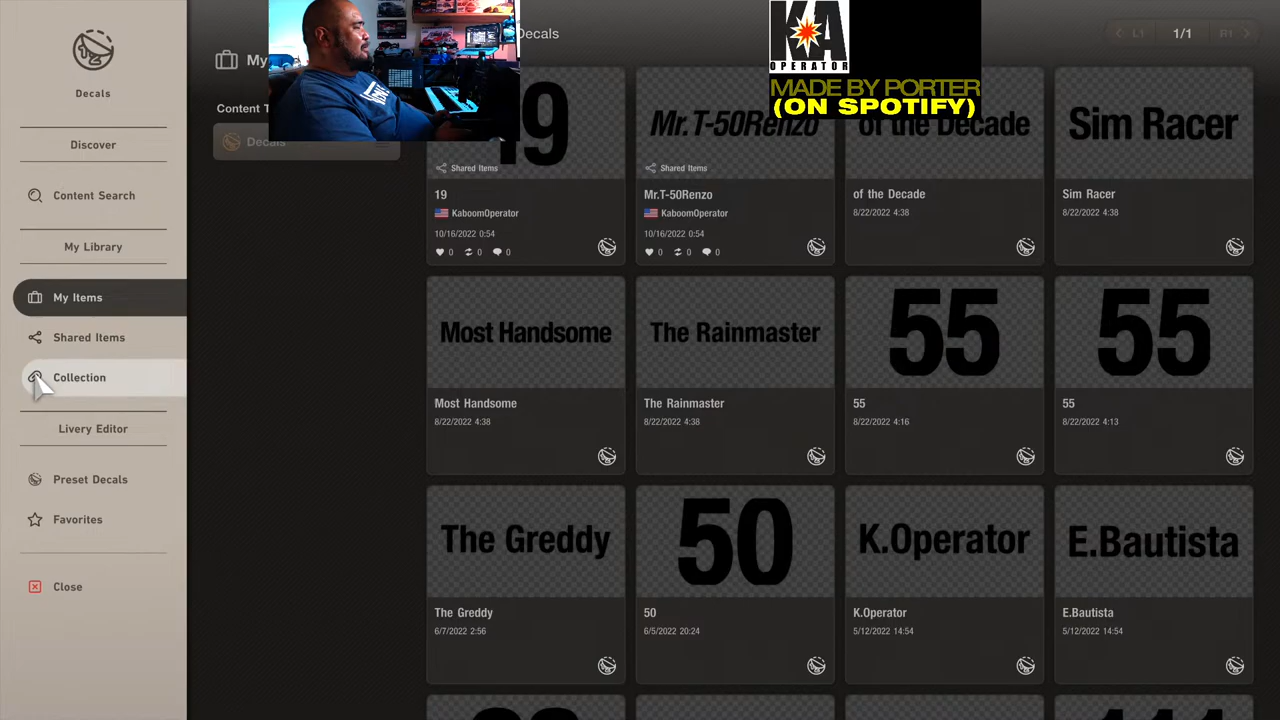 Decals
Discover
Content Search
My Library
My Items
Shared Items
Collection
Livery Editor
Preset Decals
Favorites
Close
My
Decals
L1 1/1 R1
Decals
KA
OPERATOR
MADE BY PORTER
(ON SPOTIFY)
19
Shared Items
19
KaboomOperator
10/16/2022 0:54
0 0 0
Mr.T-50Renzo
Shared Items
Mr.T-50Renzo
KaboomOperator
10/16/2022 0:54
0 0 0
of the Decade
of the Decade
8/22/2022 4:38
Sim Racer
Sim Racer
8/22/2022 4:38
Most Handsome
Most Handsome
8/22/2022 4:38
The Rainmaster
The Rainmaster
8/22/2022 4:38
55
55
8/22/2022 4:16
55
55
8/22/2022 4:13
The Greddy
The Greddy
6/7/2022 2:56
50
50
6/5/2022 20:24
K.Operator
K.Operator
5/12/2022 14:54
E.Bautista
E.Bautista
5/12/2022 14:54